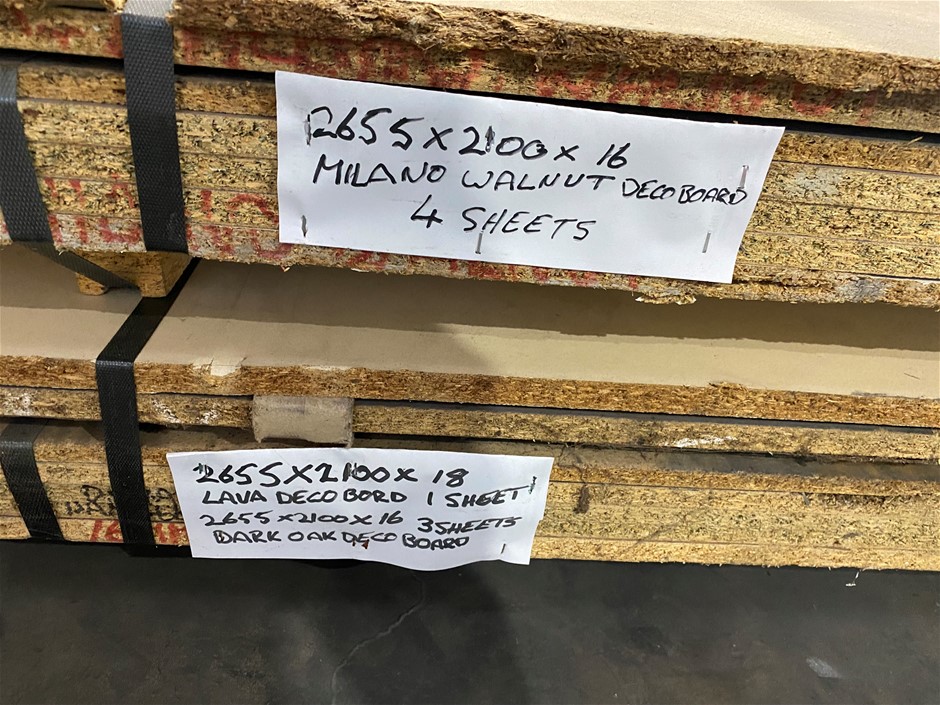 2655 X 2100 X 16
MILANO WALNUT DECO BOARD
4 SHEETS
2655 X 2100 X 18
LAVA DECO BORD 1 SHEET
2655 X 2100 X 16 3 SHEETS
DARK OAK DECO BOARD